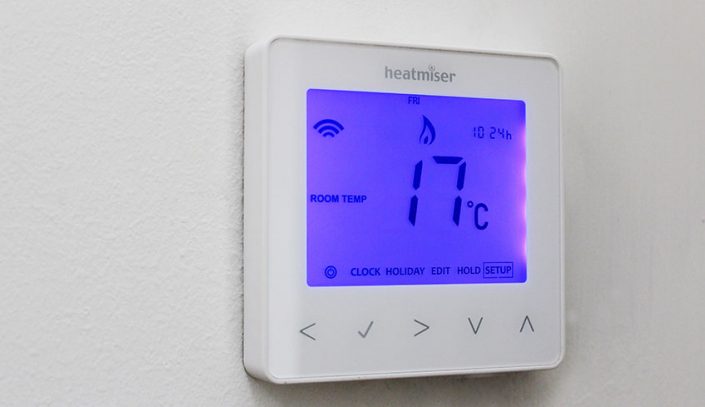 heatmiser
FRI
10 24h
17°C
ROOM TEMP
CLOCK HOLIDAY EDIT HOLD SETUP